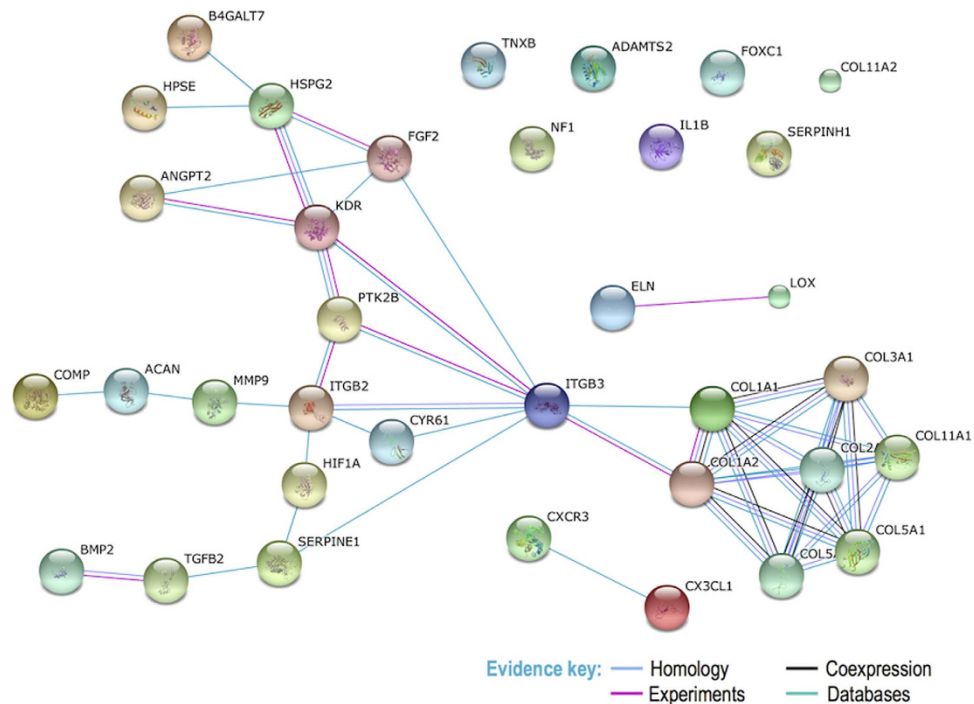 B4GALT7
TNXB
ADAMTS2
FOXC1
COL11A2
HPSE
HSPG2
FGF2
NF1
IL1B
SERPINH1
ANGPT2
KDR
ELN
LOX
PTK2B
COMP
ACAN
MMP9
ITGB2
ITGB3
COL3A1
COL1A1
CYR61
COL11A1
COL2A
COL1A2
HIF1A
CXCR3
COL5A1
COL5A
BMP2
TGFB2
SERPINE1
CX3CL1
Evidence key: Homology Coexpression
Experiments Databases